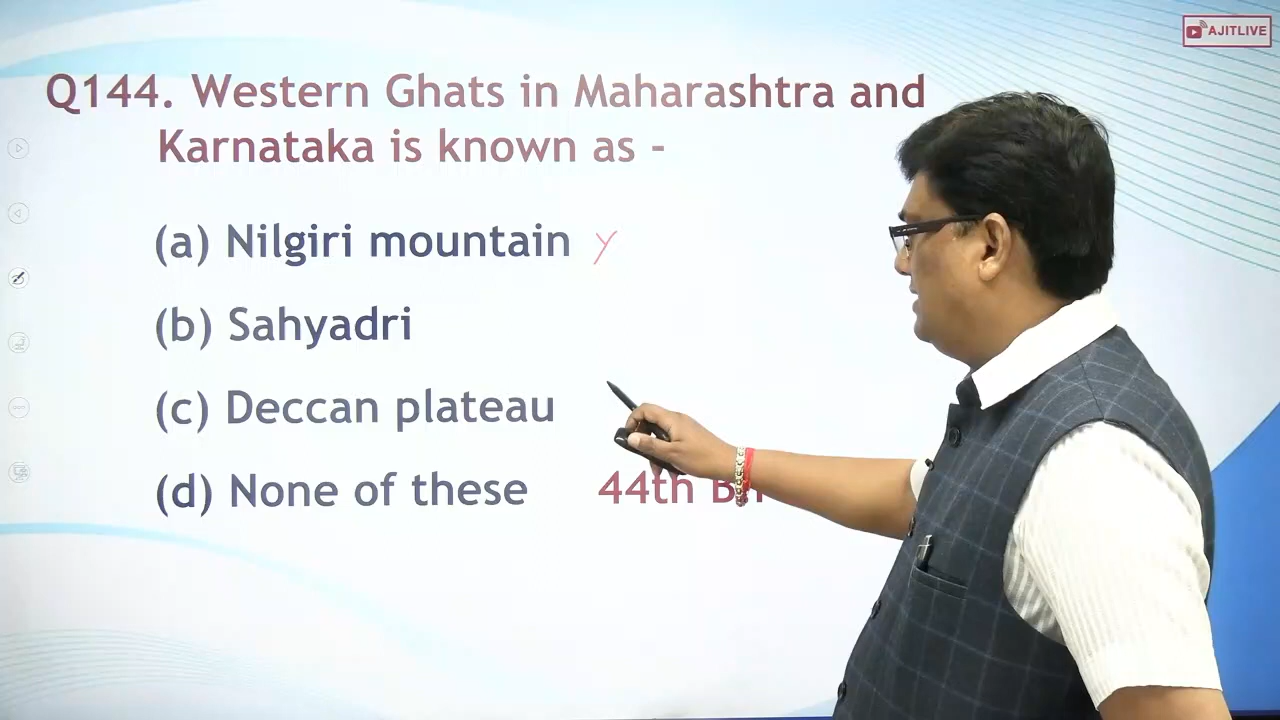 AJITLIVE
Q144. Western Ghats in Maharashtra and
Karnataka is known as -
(a) Nilgiri mountain
(b) Sahyadri
(c) Deccan plateau
(d) None of these 44th